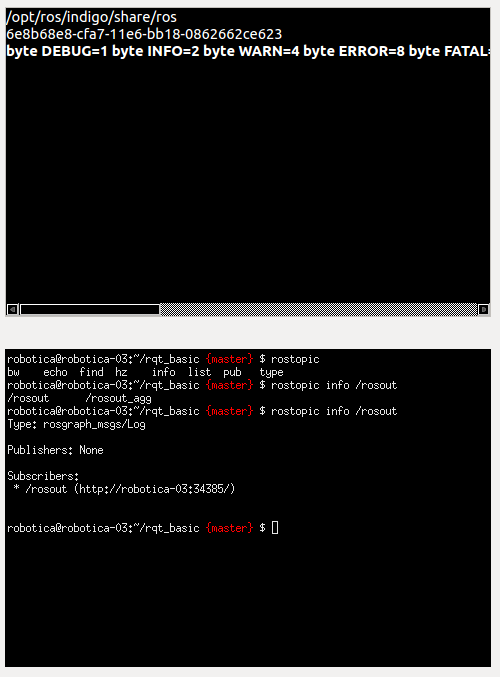 /opt/ros/indigo/share/ros
6e8b68e8-cfa7-11e6-bb18-0862662ce623
byte DEBUG=1 byte INFO=2 byte WARN=4 byte ERROR=8 byte FATAL=
robotica@robotica-03:~/rqt_basic {master} $ rostopic
bw    echo  find  hz    info  list  pub   type
robotica@robotica-03:~/rqt_basic {master} $ rostopic info /rosout
/rosout      /rosout_agg
robotica@robotica-03:~/rqt_basic {master} $ rostopic info /rosout
Type: rosgraph_msgs/Log
Publishers: None
Subscribers:
 * /rosout (http://robotica-03:34385/)
robotica@robotica-03:~/rqt_basic {master} $